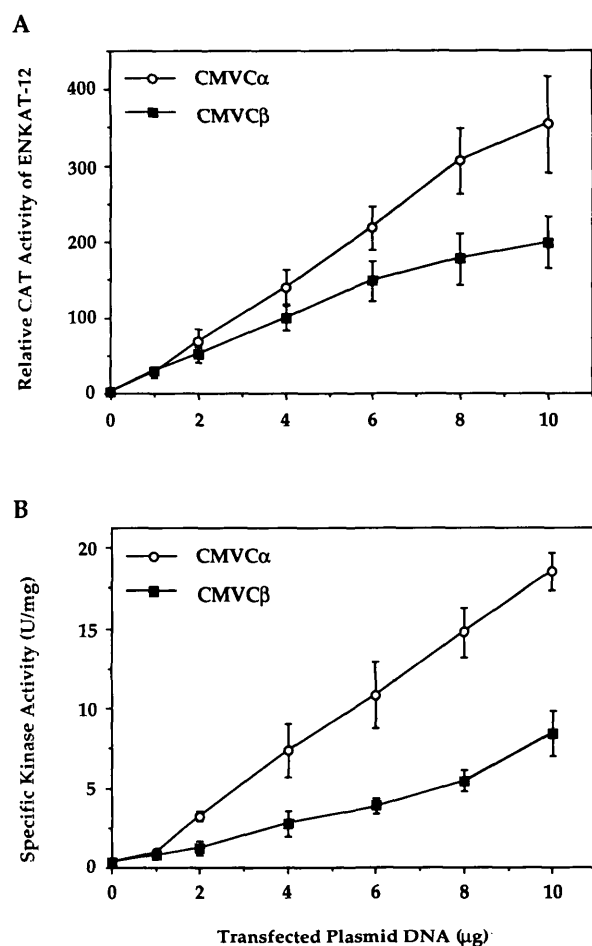 A
Relative CAT Activity of ENKAT-12
400
300
200
100
0
CMVCα
CMVCβ
0 2 4 6 8 10
B
Specific Kinase Activity (U/mg)
20
15
10
5
0
CMVCα
CMVCβ
0 2 4 6 8 10
Transfected Plasmid DNA (μg)